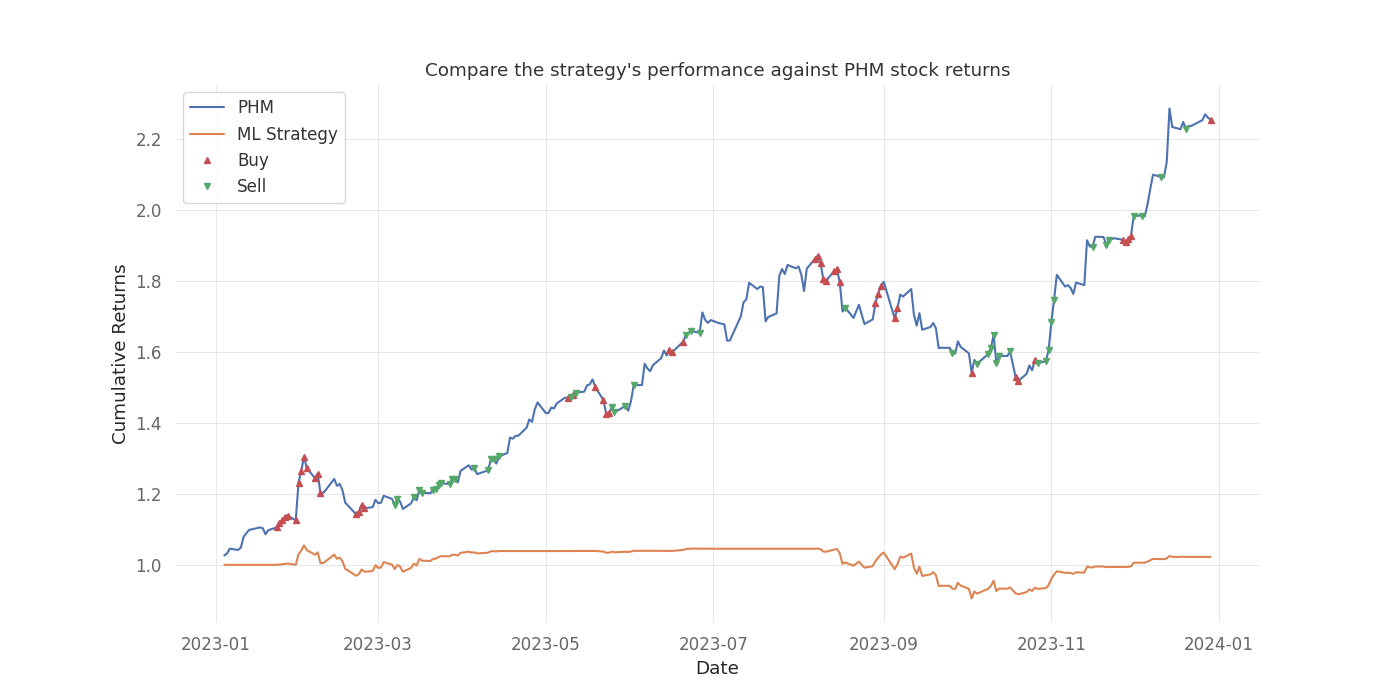 Compare the strategy's performance against PHM stock returns
PHM
ML Strategy
Buy
Sell
Cumulative Returns
2.2
2.0
1.8
1.6
1.4
1.2
1.0
2023-01
2023-03
2023-05
2023-07
2023-09
2023-11
2024-01
Date